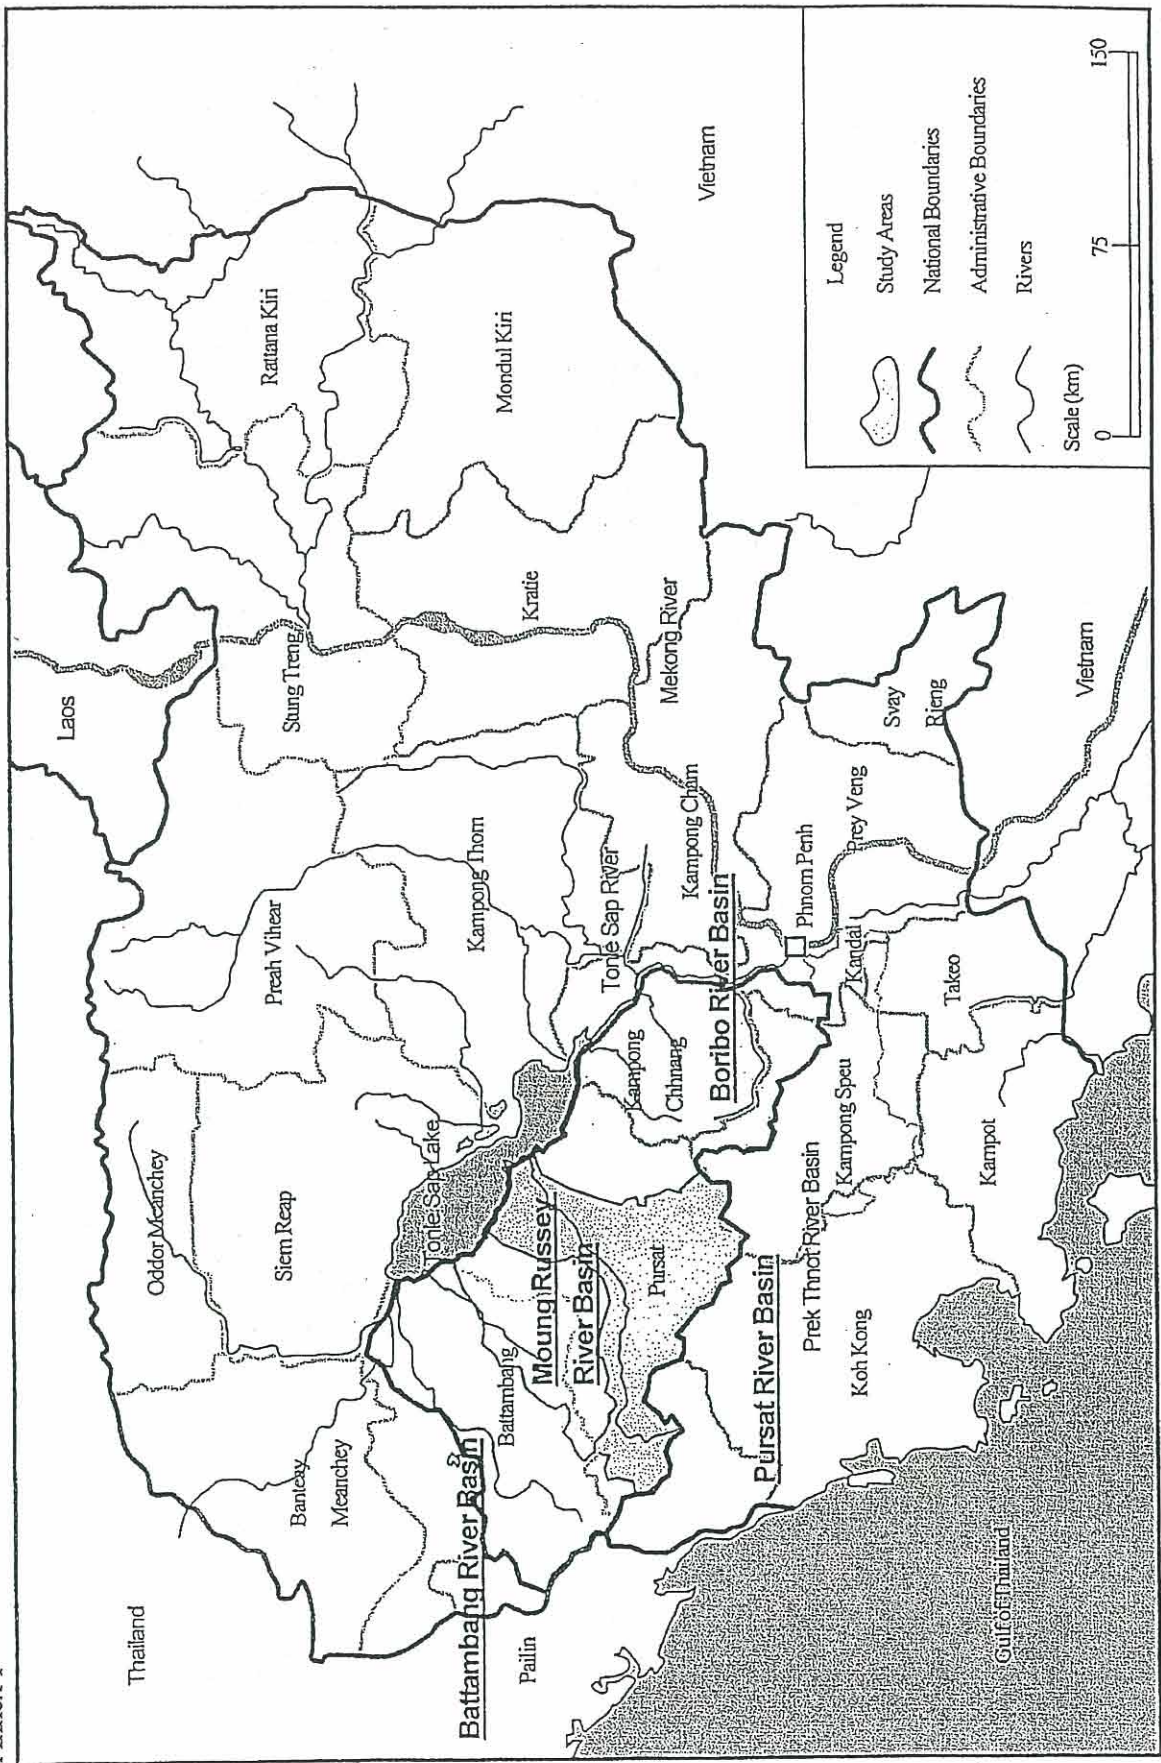 Thailand
Laos
Vietnam
Oddor Meanchey
Banteay
Meanchey
Siem Reap
Preah Vihear
Stung Treng
Rattana Kiri
Mondul Kiri
Kratie
Kampong Thom
Tonle Sap Lake
Tonle Sap River
Battambang River Basin
Pailin
Battambang
Moung Russey
River Basin
Pursat
Kampong
Chhnang
Boribo River Basin
Kampong Cham
Mekong River
Pursat River Basin
Prek Thnot River Basin
Koh Kong
Kampong Speu
Kandal
Phnom Penh
Prey Veng
Svay
Rieng
Takeo
Kampot
Gulf of Thailand
Vietnam
Legend
Study Areas
National Boundaries
Administrative Boundaries
Rivers
Scale (km)
0 75 150